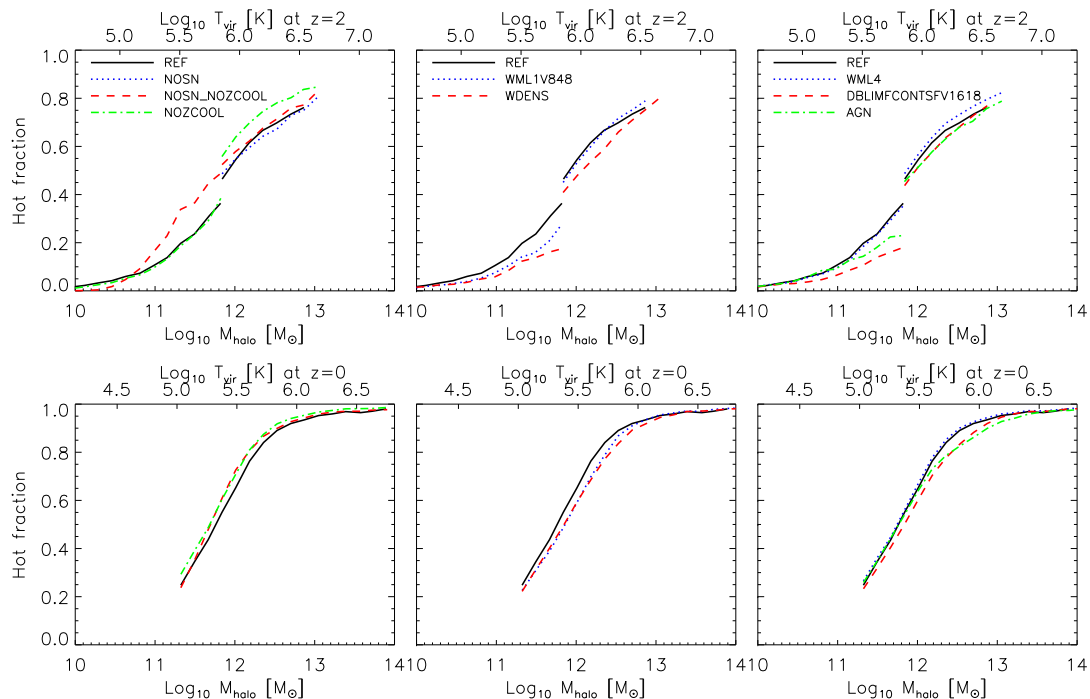 Log10 Tvir [K] at z=2 Log10 Tvir [K] at z=2 Log10 Tvir [K] at z=2
5.0 5.5 6.0 6.5 7.0 5.0 5.5 6.0 6.5 7.0 5.0 5.5 6.0 6.5 7.0
1.0
0.8
0.6
0.4
0.2
0.0
Hot fraction
REF
NOSN
NOSN_NOZCOOL
NOZCOOL
REF
WML1V848
WDENS
REF
WML4
DBLIMFCONTSFV1618
AGN
10 11 12 13 14 10 11 12 13 14 10 11 12 13 14
Log10 Mhalo [M☉] Log10 Mhalo [M☉] Log10 Mhalo [M☉]
Log10 Tvir [K] at z=0 Log10 Tvir [K] at z=0 Log10 Tvir [K] at z=0
4.5 5.0 5.5 6.0 6.5 4.5 5.0 5.5 6.0 6.5 4.5 5.0 5.5 6.0 6.5
1.0
0.8
0.6
0.4
0.2
0.0
Hot fraction
10 11 12 13 14 10 11 12 13 14 10 11 12 13 14
Log10 Mhalo [M☉] Log10 Mhalo [M☉] Log10 Mhalo [M☉]